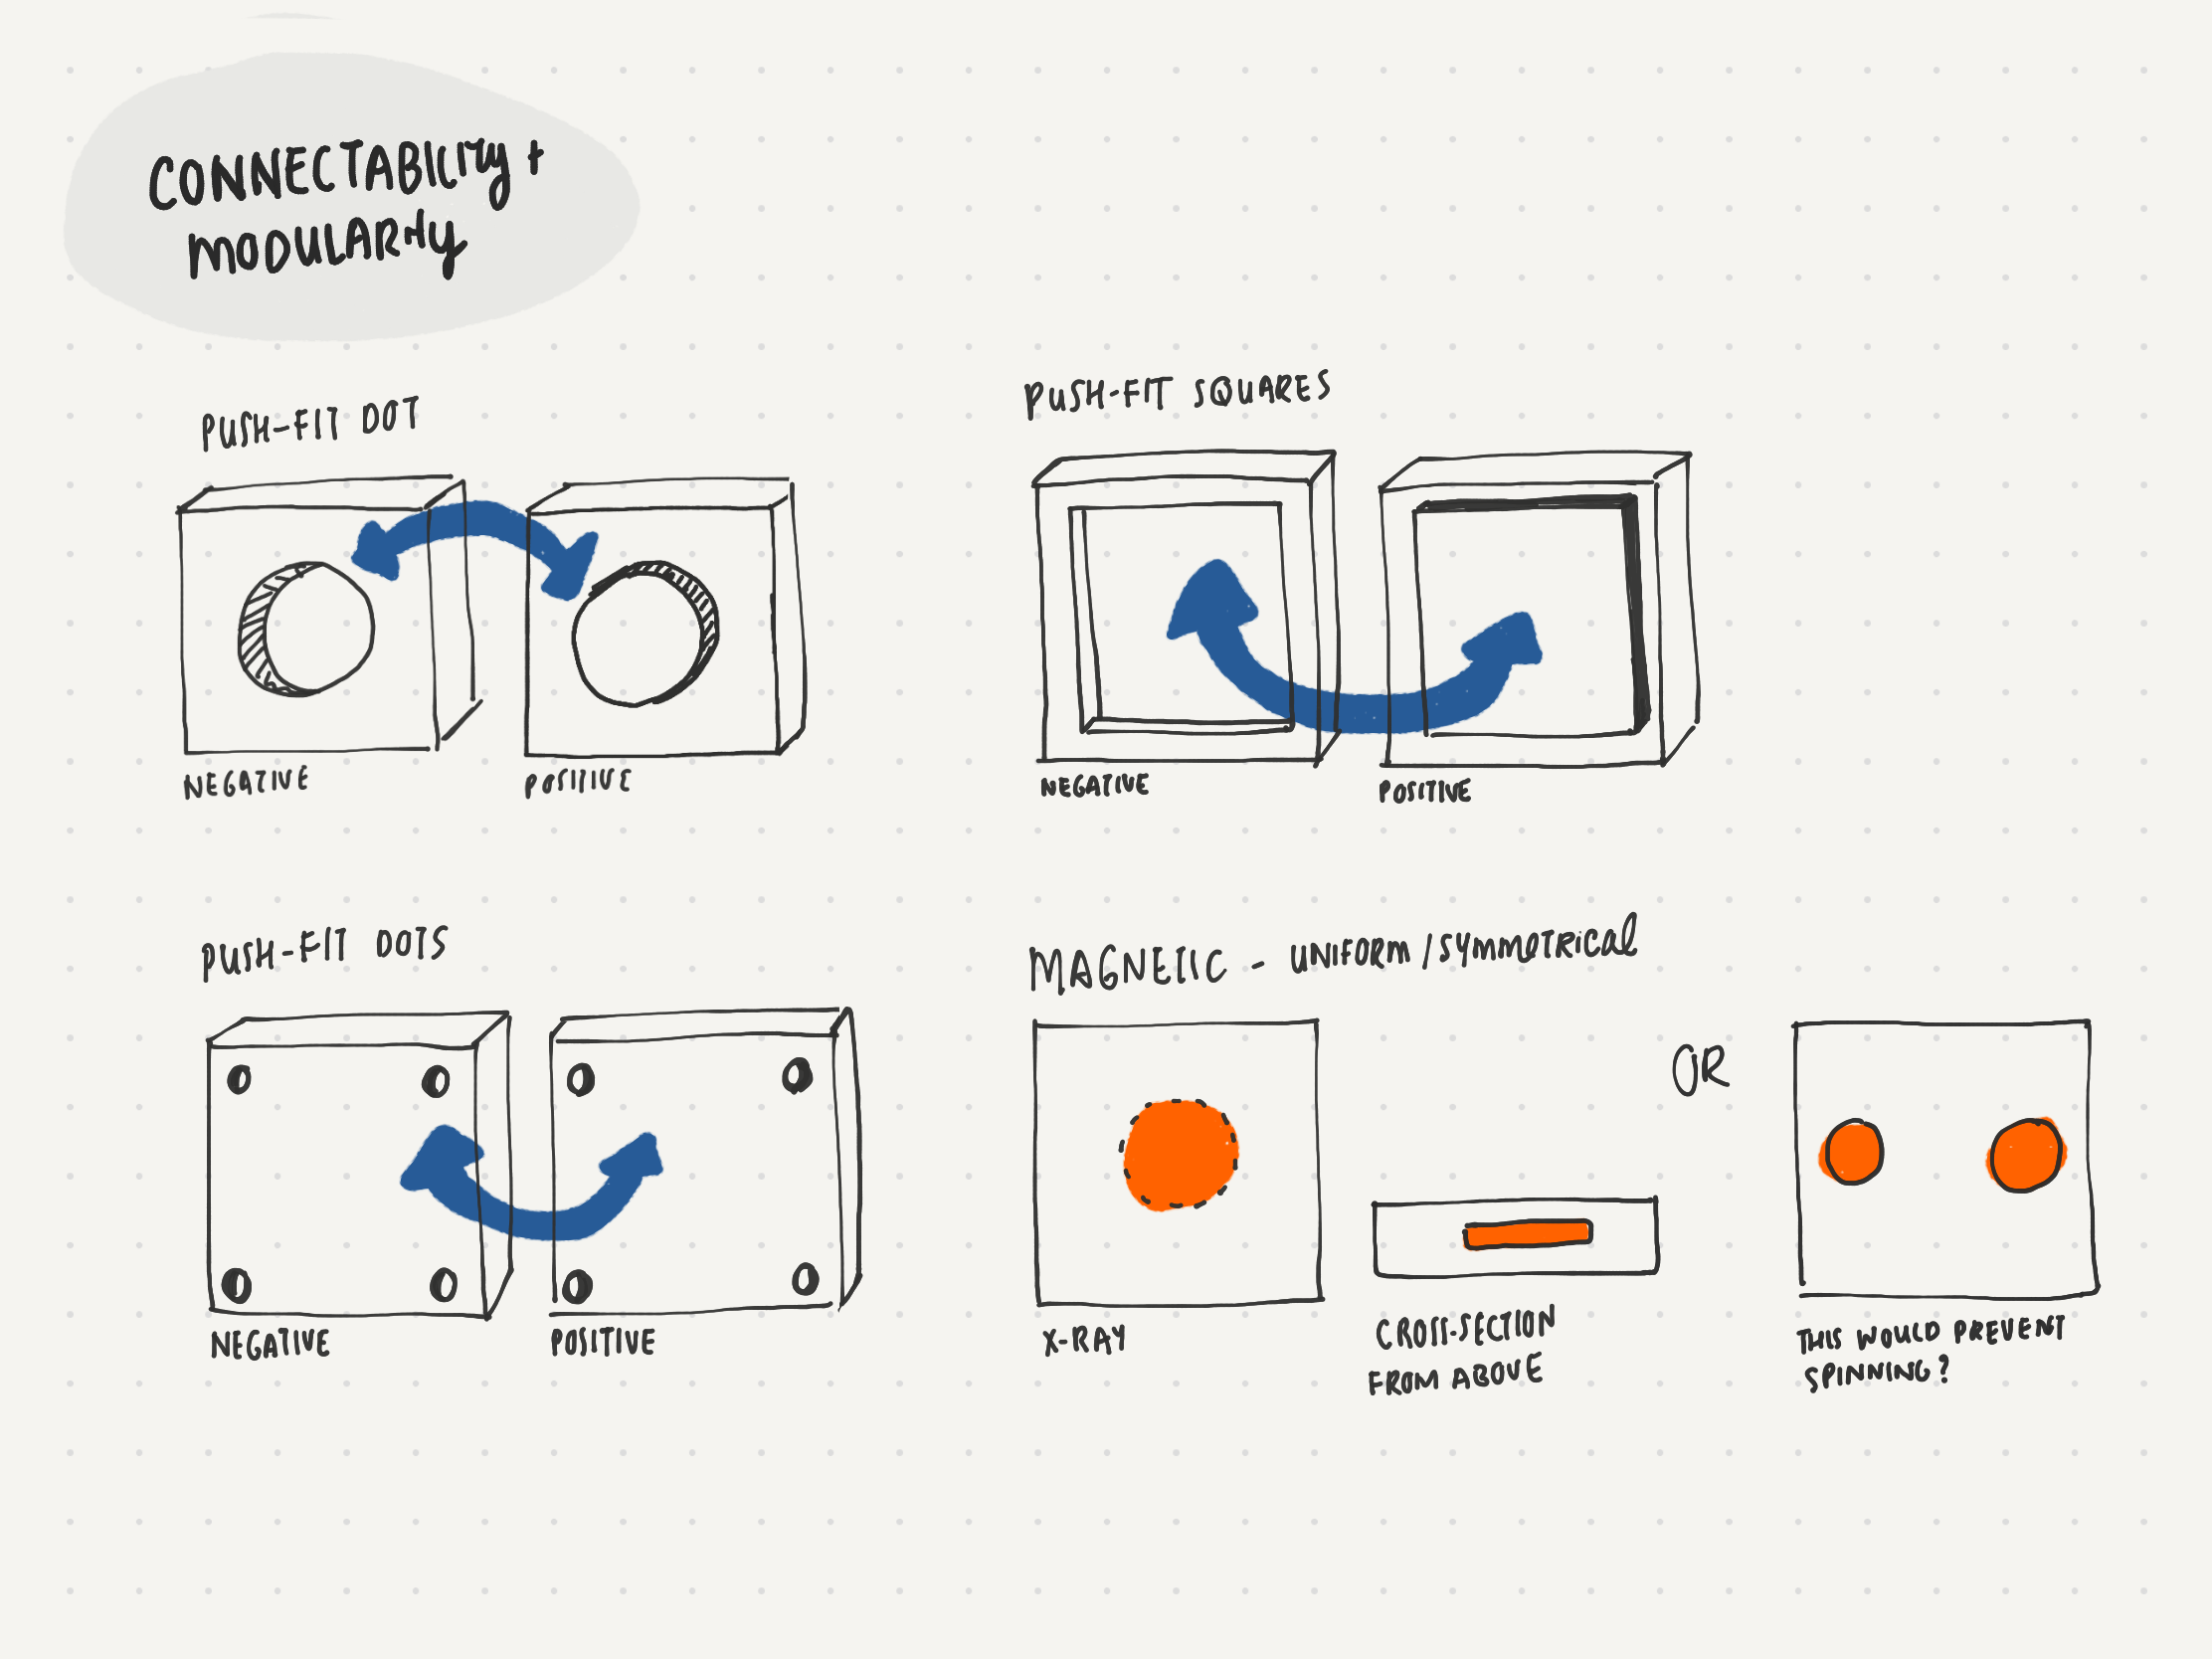 CONNECTABILITY +
MODULARITY
PUSH-FIT DOT
NEGATIVE
POSITIVE
PUSH-FIT SQUARES
NEGATIVE
POSITIVE
PUSH-FIT DOTS
NEGATIVE
POSITIVE
MAGNETIC - UNIFORM/SYMMETRICAL
X-RAY
CROSS-SECTION
FROM ABOVE
OR
THIS WOULD PREVENT
SPINNING?